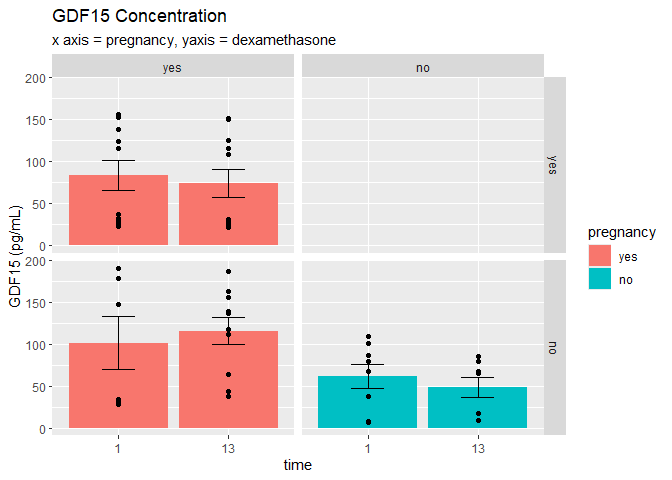 GDF15 Concentration
x axis = pregnancy, yaxis = dexamethasone
yes
no
200
150
100
50
0
yes
200
150
100
50
0
no
GDF15 (pg/mL)
1
13
1
13
time
pregnancy
yes
no